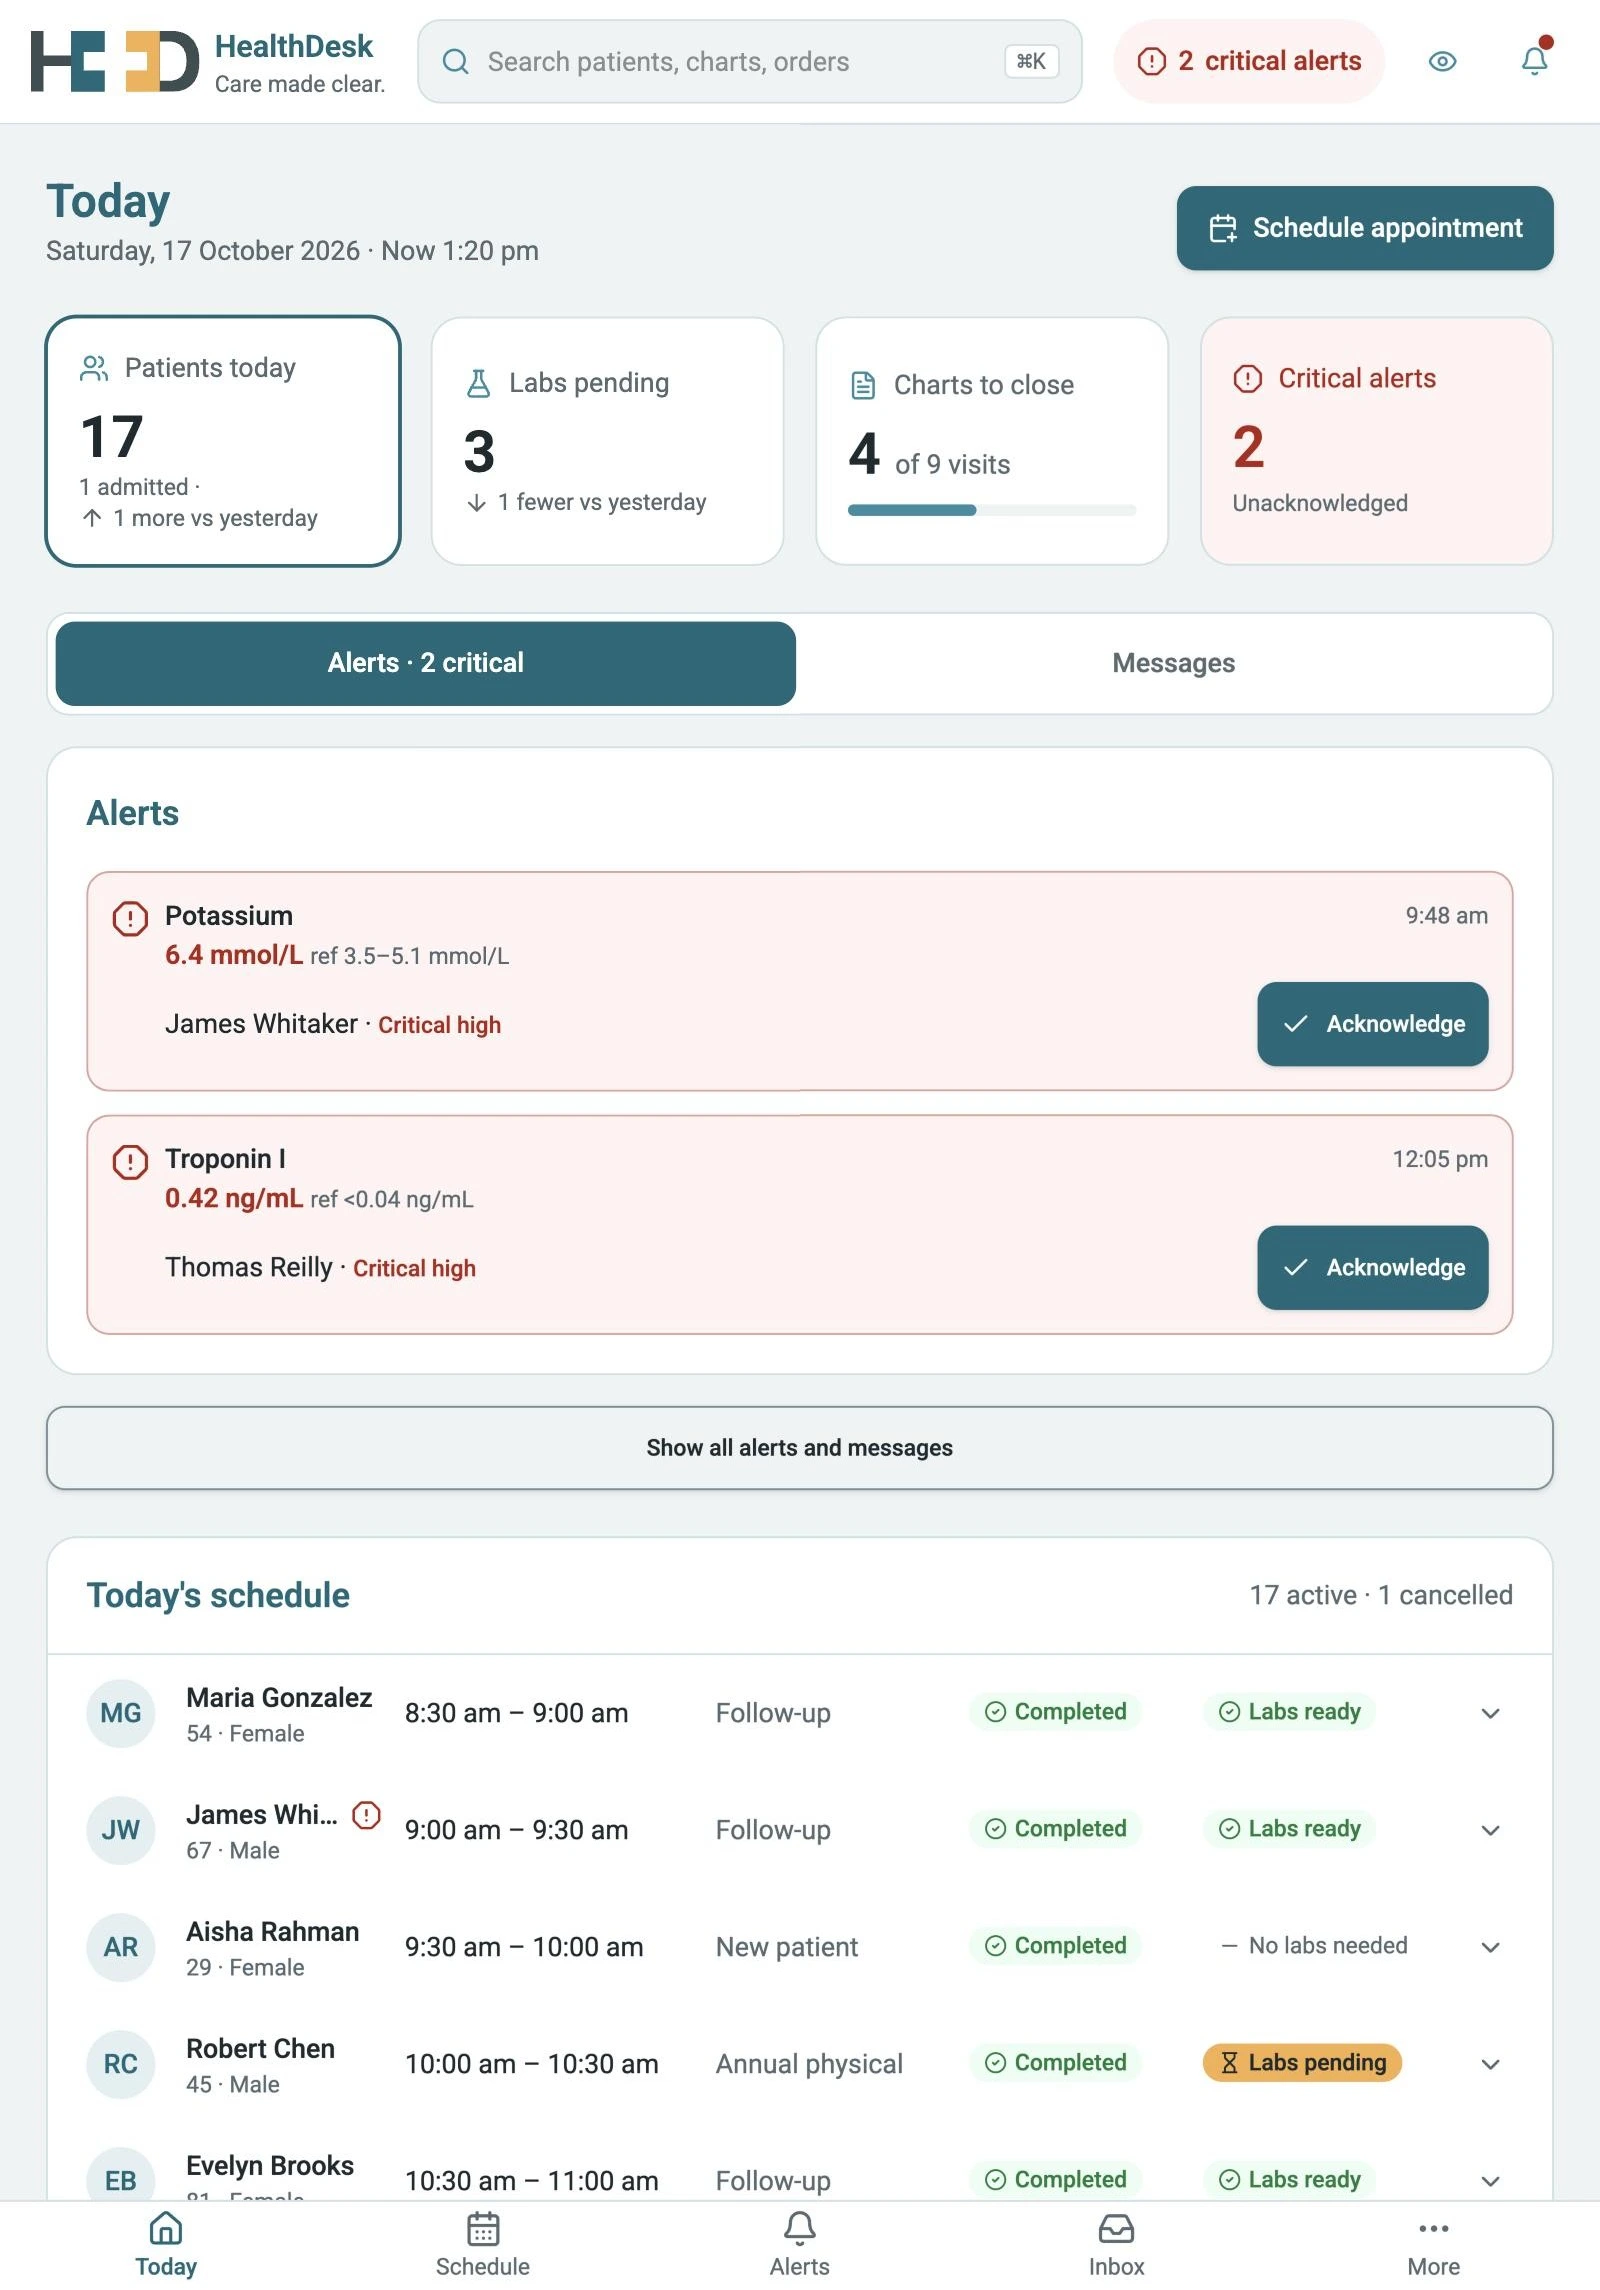 HD
HealthDesk
Care made clear.
Search patients, charts, orders
⌘K
2 critical alerts
Today
Saturday, 17 October 2026 · Now 1:20 pm
Schedule appointment
Patients today
17
1 admitted ·
↑ 1 more vs yesterday
Labs pending
3
↓ 1 fewer vs yesterday
Charts to close
4 of 9 visits
Critical alerts
2
Unacknowledged
Alerts · 2 critical
Messages
Alerts
Potassium
9:48 am
6.4 mmol/L ref 3.5–5.1 mmol/L
James Whitaker · Critical high
Acknowledge
Troponin I
12:05 pm
0.42 ng/mL ref <0.04 ng/mL
Thomas Reilly · Critical high
Acknowledge
Show all alerts and messages
Today's schedule
17 active · 1 cancelled
MG
Maria Gonzalez
54 · Female
8:30 am – 9:00 am
Follow-up
Completed
Labs ready
JW
James Whi...
67 · Male
9:00 am – 9:30 am
Follow-up
Completed
Labs ready
AR
Aisha Rahman
29 · Female
9:30 am – 10:00 am
New patient
Completed
— No labs needed
RC
Robert Chen
45 · Male
10:00 am – 10:30 am
Annual physical
Completed
Labs pending
EB
Evelyn Brooks
10:30 am – 11:00 am
Follow-up
Completed
Labs ready
Today
Schedule
Alerts
Inbox
More